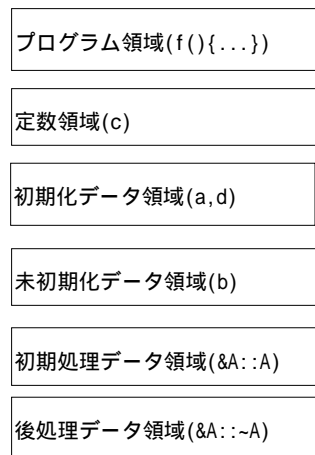 プログラム領域(f(){...})
定数領域(c)
初期化データ領域(a,d)
未初期化データ領域(b)
初期処理データ領域(&A::A)
後処理データ領域(&A::~A)